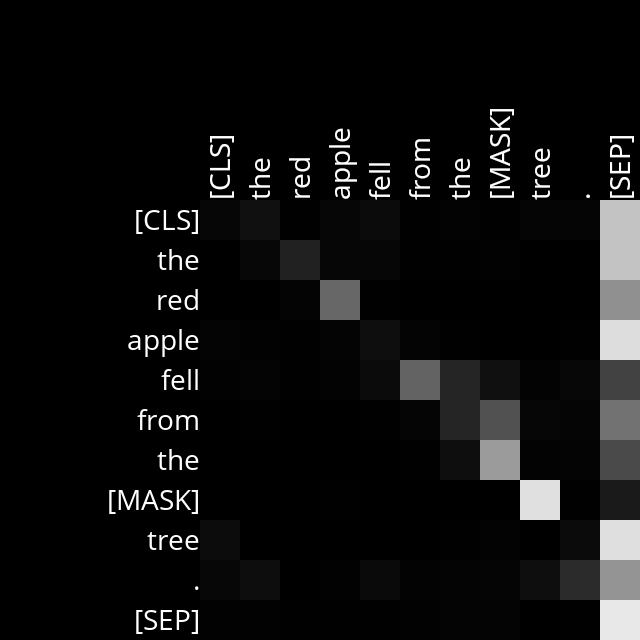 [CLS] the red apple fell from the [MASK] tree . [SEP]
[CLS]
the
red
apple
fell
from
the
[MASK]
tree
.
[SEP]